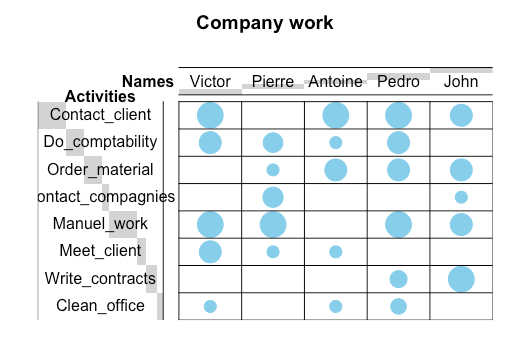 Company work
Names Victor Pierre Antoine Pedro John
Activities
Contact_client
Do_comptability
Order_material
ontact_compagnies
Manuel_work
Meet_client
Write_contracts
Clean_office